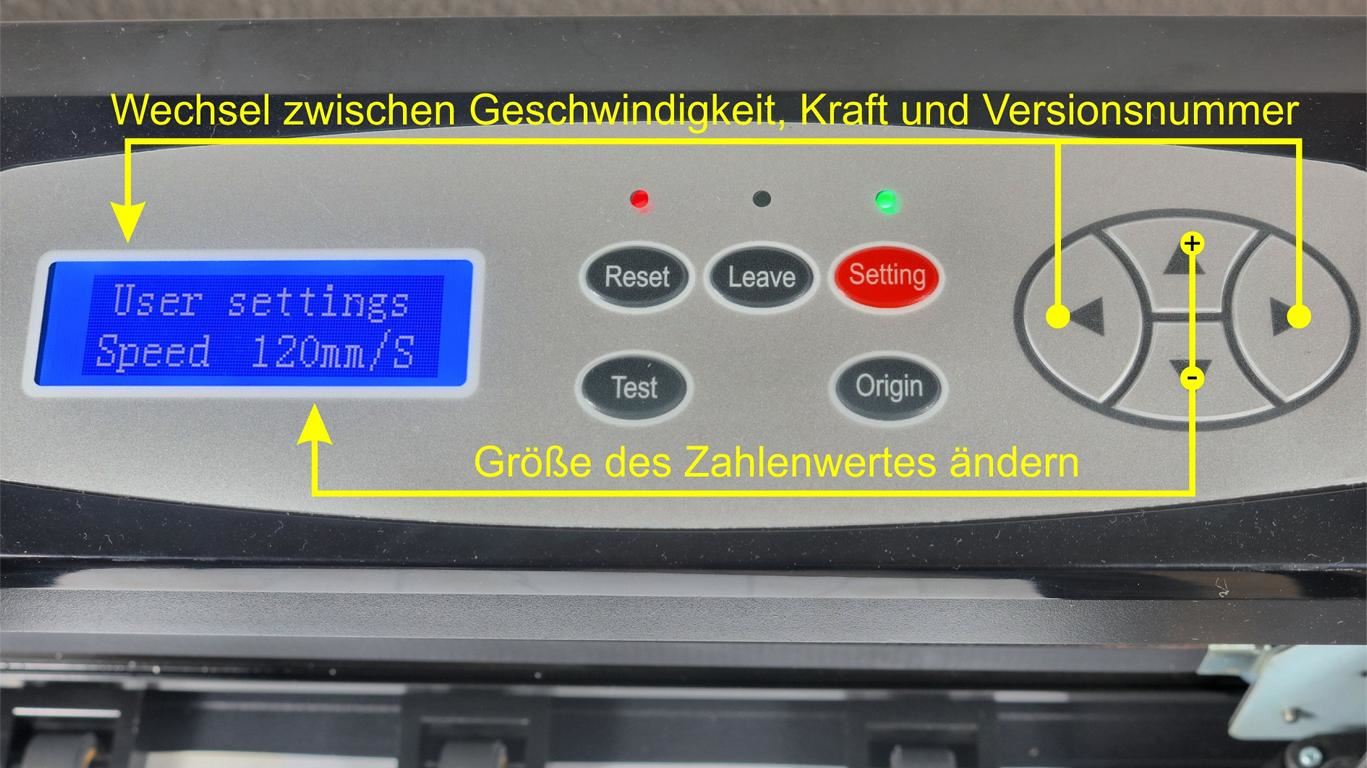 Wechsel zwischen Geschwindigkeit, Kraft und Versionsnummer
User settings
Speed 120mm/S
Reset Leave Setting
Test Origin
+
-
Größe des Zahlenwertes ändern